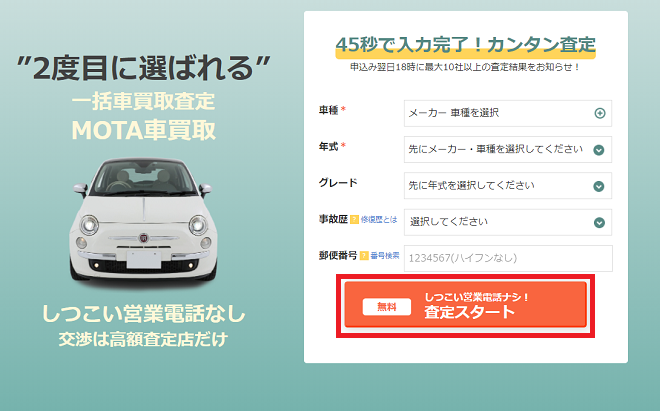 ”2度目に選ばれる”
一括車買取査定
MOTA車買取
しつこい営業電話なし
交渉は高額査定店だけ
45秒で入力完了！カンタン査定
申込み翌日18時に最大10社以上の査定結果をお知らせ！
車種 * メーカー 車種を選択
年式 * 先にメーカー・車種を選択してください
グレード 先に年式を選択してください
事故歴 ? 修復歴とは 選択してください
郵便番号 ? 番号検索 1234567(ハイフンなし)
しつこい営業電話ナシ！
無料 査定スタート